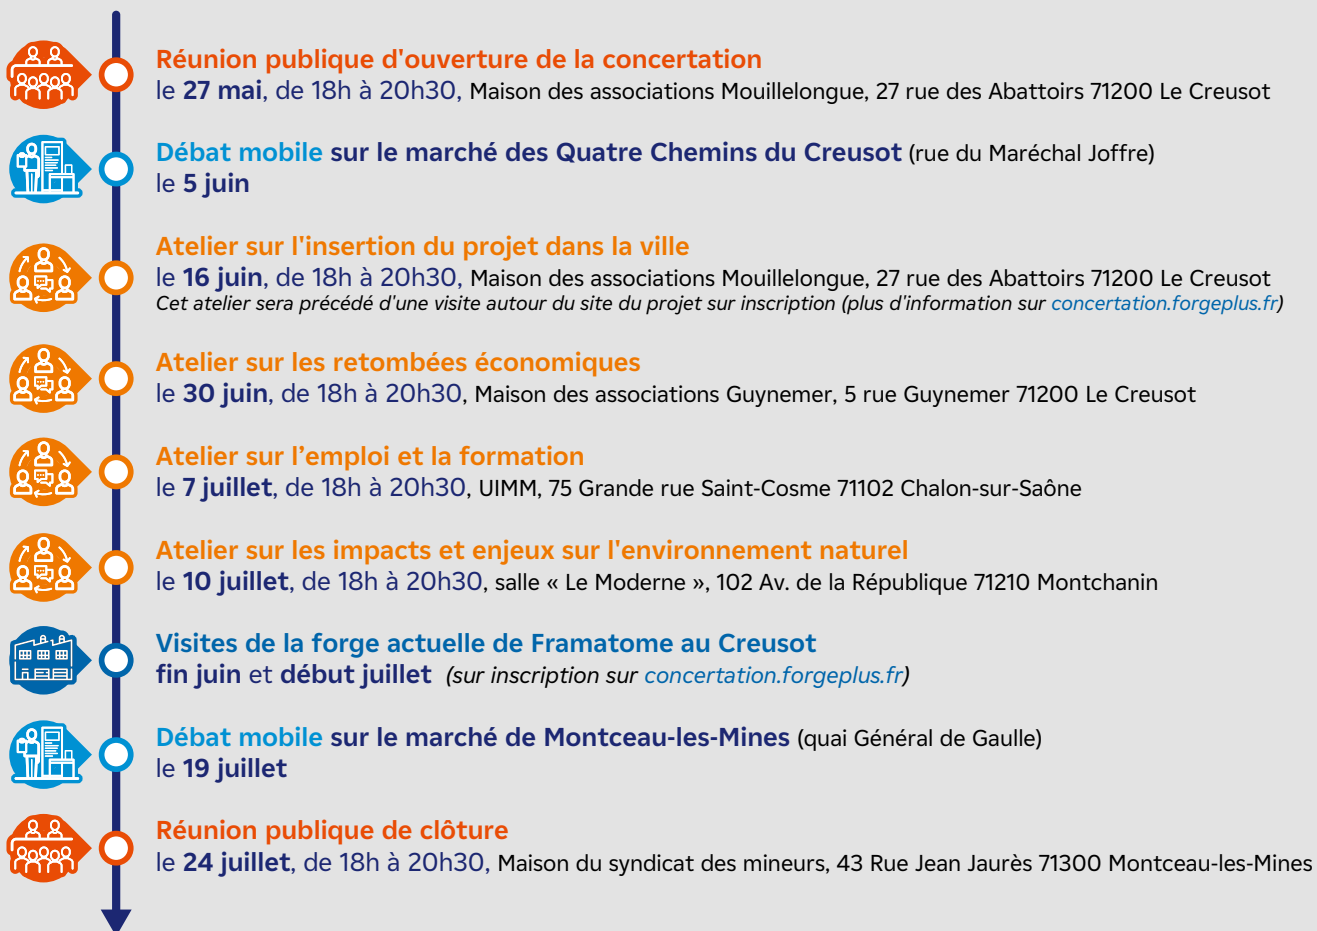 Réunion publique d'ouverture de la concertation
le 27 mai, de 18h à 20h30, Maison des associations Mouillelongue, 27 rue des Abattoirs 71200 Le Creusot
Débat mobile sur le marché des Quatre Chemins du Creusot (rue du Maréchal Joffre)
le 5 juin
Atelier sur l'insertion du projet dans la ville
le 16 juin, de 18h à 20h30, Maison des associations Mouillelongue, 27 rue des Abattoirs 71200 Le Creusot
Cet atelier sera précédé d'une visite autour du site du projet sur inscription (plus d'information sur concertation.forgeplus.fr)
Atelier sur les retombées économiques
le 30 juin, de 18h à 20h30, Maison des associations Guynemer, 5 rue Guynemer 71200 Le Creusot
Atelier sur l’emploi et la formation
le 7 juillet, de 18h à 20h30, UIMM, 75 Grande rue Saint-Cosme 71102 Chalon-sur-Saône
Atelier sur les impacts et enjeux sur l'environnement naturel
le 10 juillet, de 18h à 20h30, salle « Le Moderne », 102 Av. de la République 71210 Montchanin
Visites de la forge actuelle de Framatome au Creusot
fin juin et début juillet (sur inscription sur concertation.forgeplus.fr)
Débat mobile sur le marché de Montceau-les-Mines (quai Général de Gaulle)
le 19 juillet
Réunion publique de clôture
le 24 juillet, de 18h à 20h30, Maison du syndicat des mineurs, 43 Rue Jean Jaurès 71300 Montceau-les-Mines